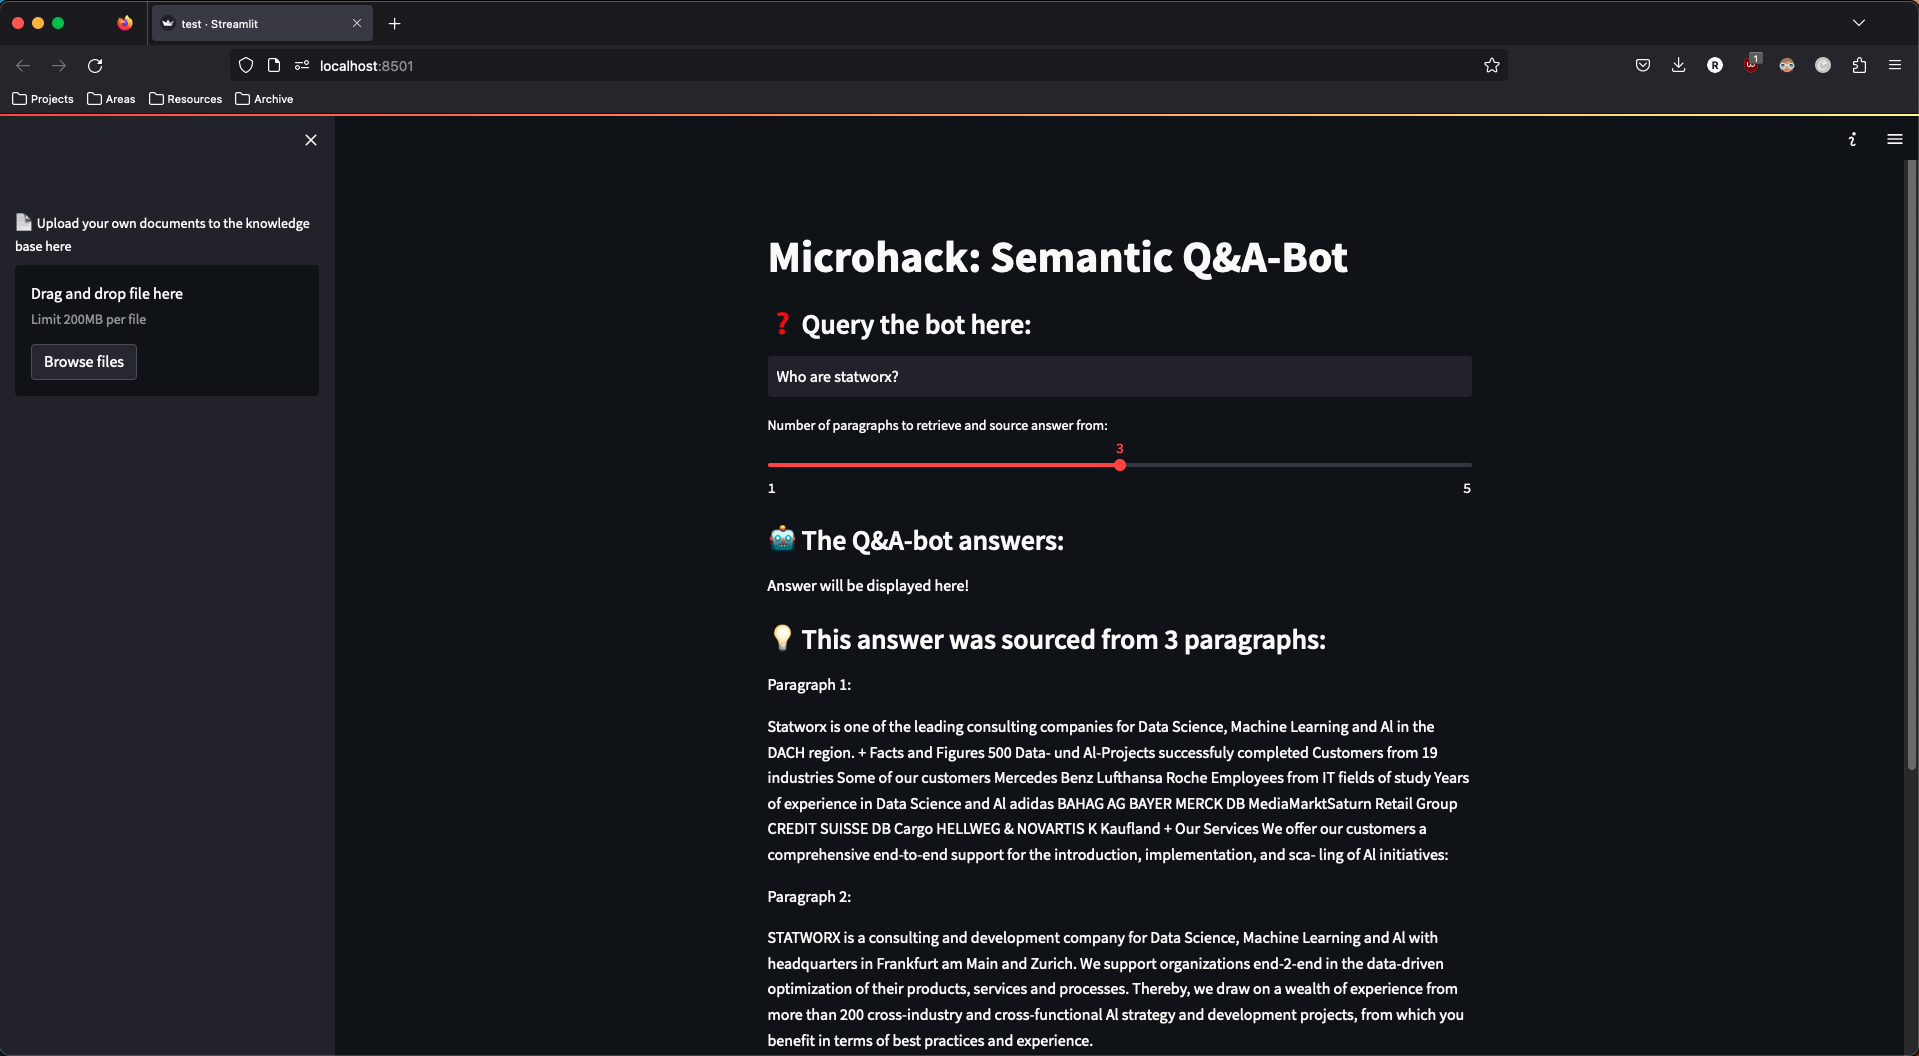 test · Streamlit
localhost:8501
1
Projects
Areas
Resources
Archive
Upload your own documents to the knowledge
base here
Drag and drop file here
Limit 200MB per file
Browse files
Microhack: Semantic Q&A-Bot
❓ Query the bot here:
Who are statworx?
Number of paragraphs to retrieve and source answer from:
3
1
5
The Q&A-bot answers:
Answer will be displayed here!
This answer was sourced from 3 paragraphs:
Paragraph 1:
Statworx is one of the leading consulting companies for Data Science, Machine Learning and Al in the
DACH region. + Facts and Figures 500 Data- und Al-Projects successfuly completed Customers from 19
industries Some of our customers Mercedes Benz Lufthansa Roche Employees from IT fields of study Years
of experience in Data Science and Al adidas BAHAG AG BAYER MERCK DB MediaMarktSaturn Retail Group
CREDIT SUISSE DB Cargo HELLWEG & NOVARTIS K Kaufland + Our Services We offer our customers a
comprehensive end-to-end support for the introduction, implementation, and sca- ling of Al initiatives:
Paragraph 2:
STATWORX is a consulting and development company for Data Science, Machine Learning and Al with
headquarters in Frankfurt am Main and Zurich. We support organizations end-2-end in the data-driven
optimization of their products, services and processes. Thereby, we draw on a wealth of experience from
more than 200 cross-industry and cross-functional Al strategy and development projects, from which you
benefit in terms of best practices and experience.